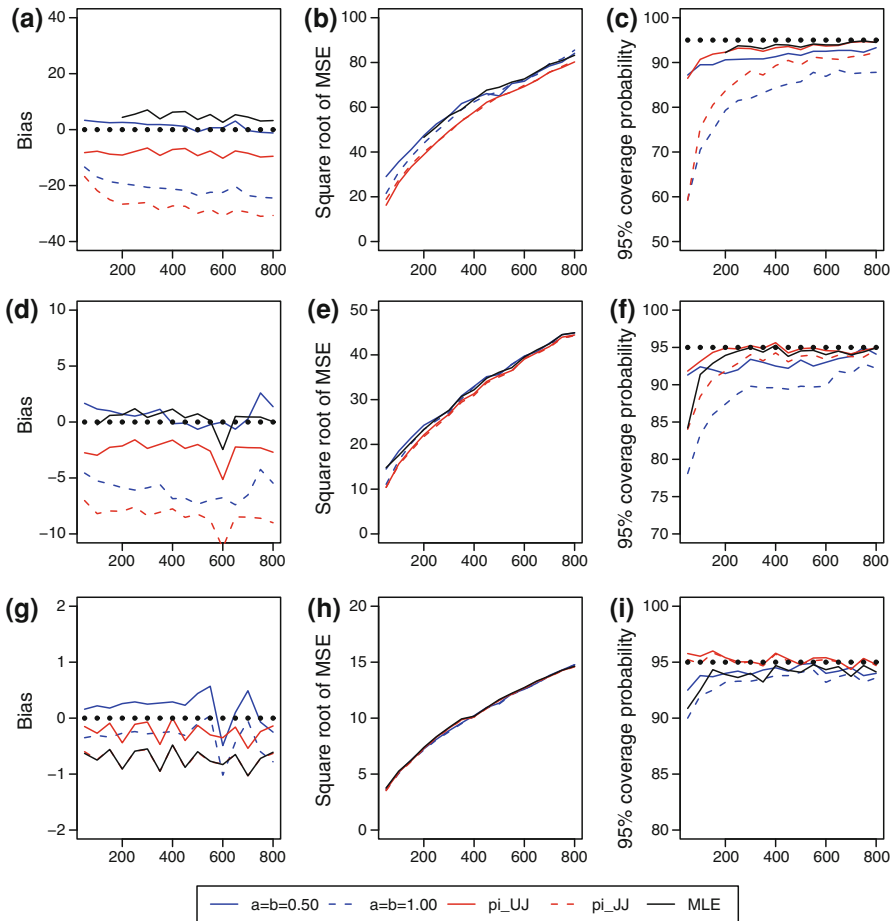 (a)
Bias
40
20
0
−20
−40
200 400 600 800
(b)
Square root of MSE
100
80
60
40
20
0
200 400 600 800
(c)
95% coverage probability
100
90
80
70
60
50
200 400 600 800
(d)
Bias
10
5
0
−5
−10
200 400 600 800
(e)
Square root of MSE
50
40
30
20
10
0
200 400 600 800
(f)
95% coverage probability
100
95
90
85
80
75
70
200 400 600 800
(g)
Bias
2
1
0
−1
−2
200 400 600 800
(h)
Square root of MSE
20
15
10
5
0
200 400 600 800
(i)
95% coverage probability
100
95
90
85
80
200 400 600 800
a=b=0.50 a=b=1.00 pi_UJ pi_JJ MLE